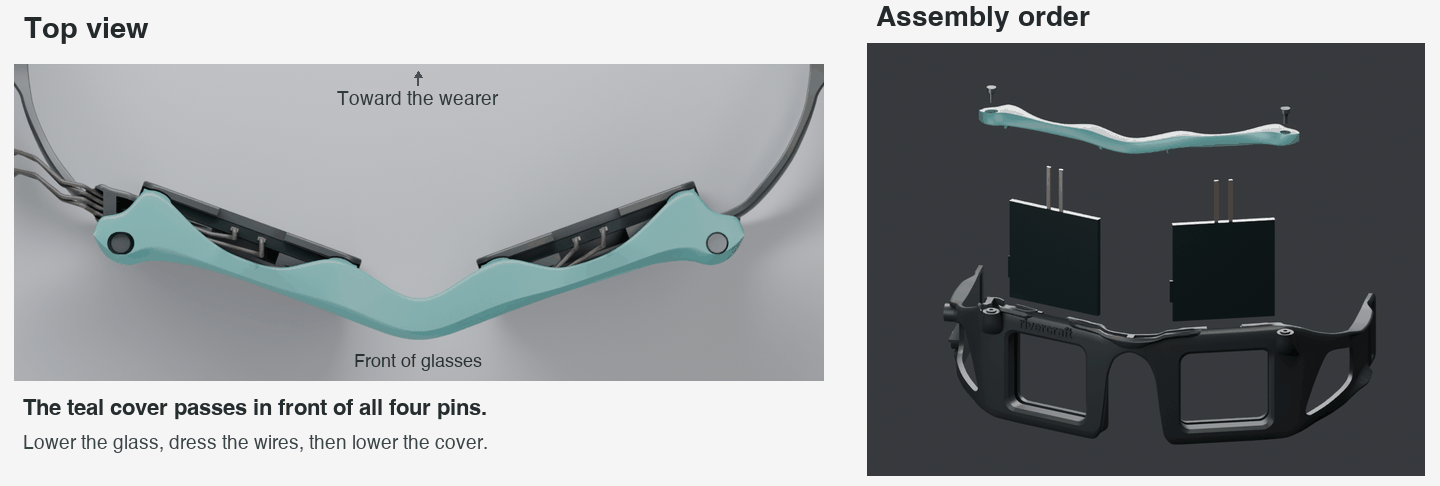 Top view
Toward the wearer
Front of glasses
The teal cover passes in front of all four pins.
Lower the glass, dress the wires, then lower the cover.
Assembly order
rivercraft